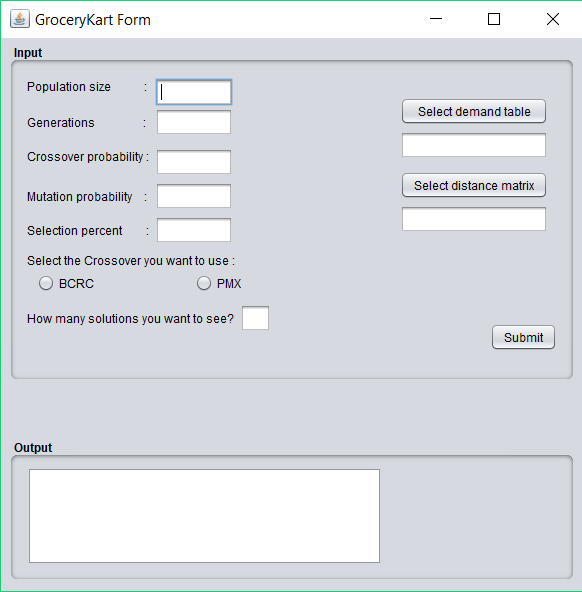 GroceryKart Form
Input
Population size :
Generations :
Crossover probability :
Mutation probability :
Selection percent :
Select the Crossover you want to use :
BCRC PMX
How many solutions you want to see?
Select demand table
Select distance matrix
Submit
Output